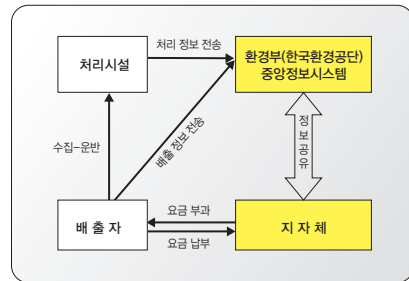 처리시설
처리 정보 전송
환경부(한국환경공단)
중앙정보시스템
수집–운반
배출 정보 전송
정보공유
배 출 자
요금 부과
요금 납부
지 자 체